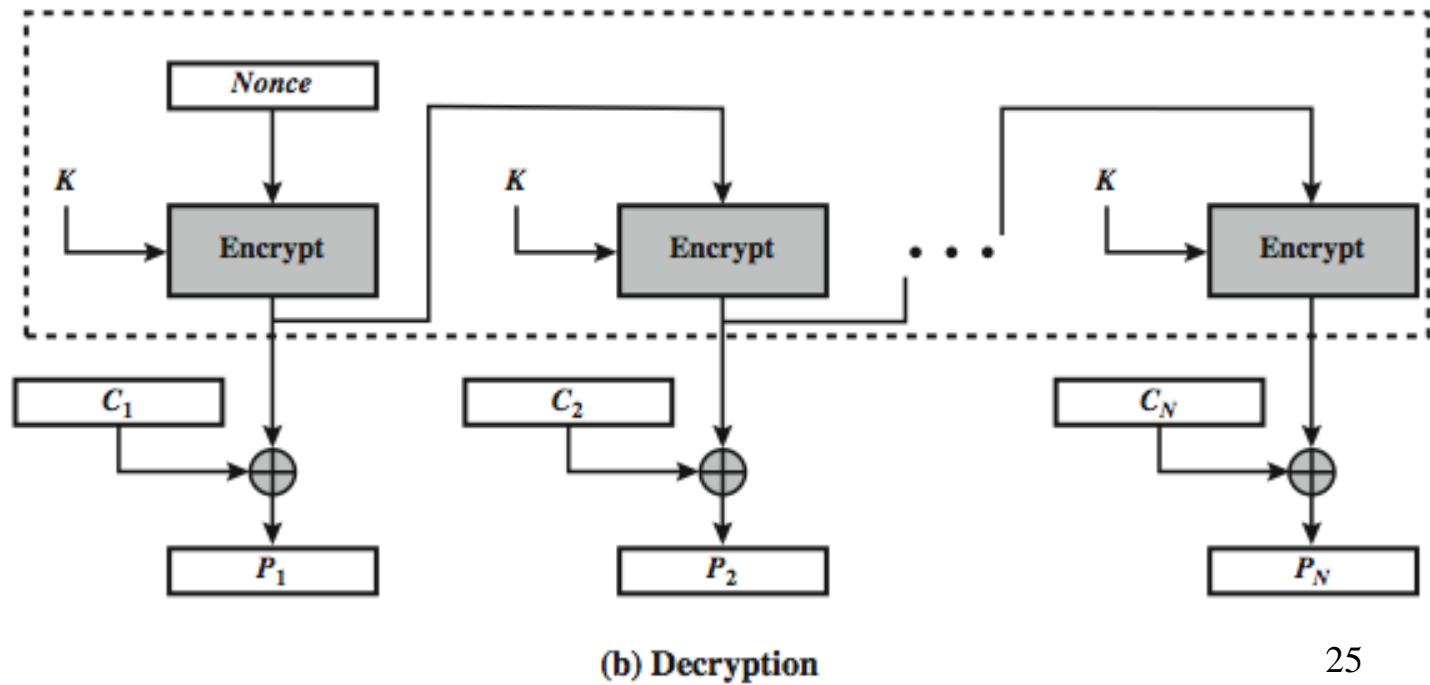 Nonce
K K K
Encrypt Encrypt • • • Encrypt
C1 C2 CN
P1 P2 PN
(b) Decryption 25